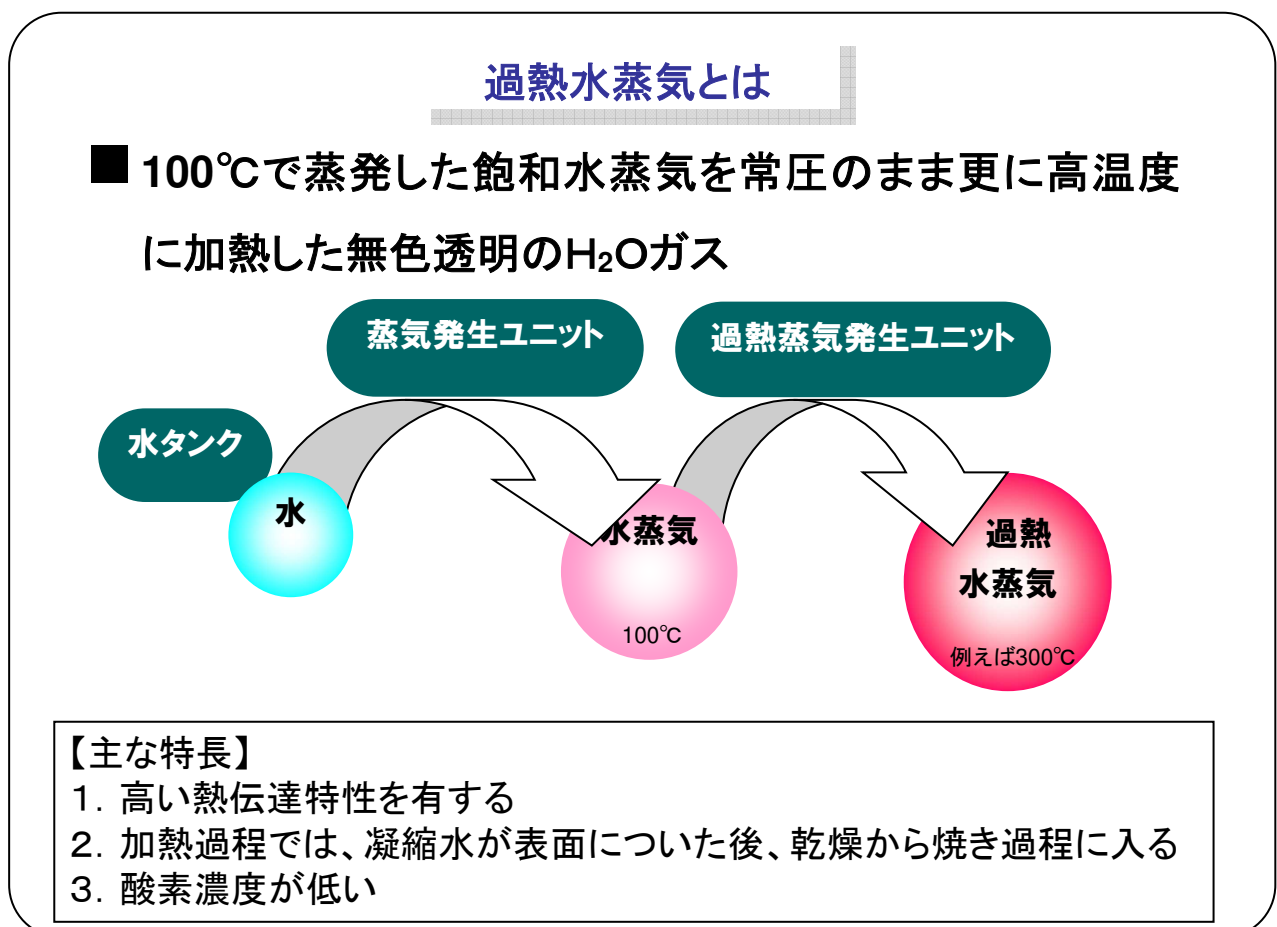 過熱水蒸気とは
■100℃で蒸発した飽和水蒸気を常圧のまま更に高温度
に加熱した無色透明のH₂Oガス
蒸気発生ユニット
過熱蒸気発生ユニット
水タンク
水
水蒸気
100℃
過熱
水蒸気
例えば300℃
【主な特長】
１．高い熱伝達特性を有する
２．加熱過程では、凝縮水が表面についた後、乾燥から焼き過程に入る
３．酸素濃度が低い